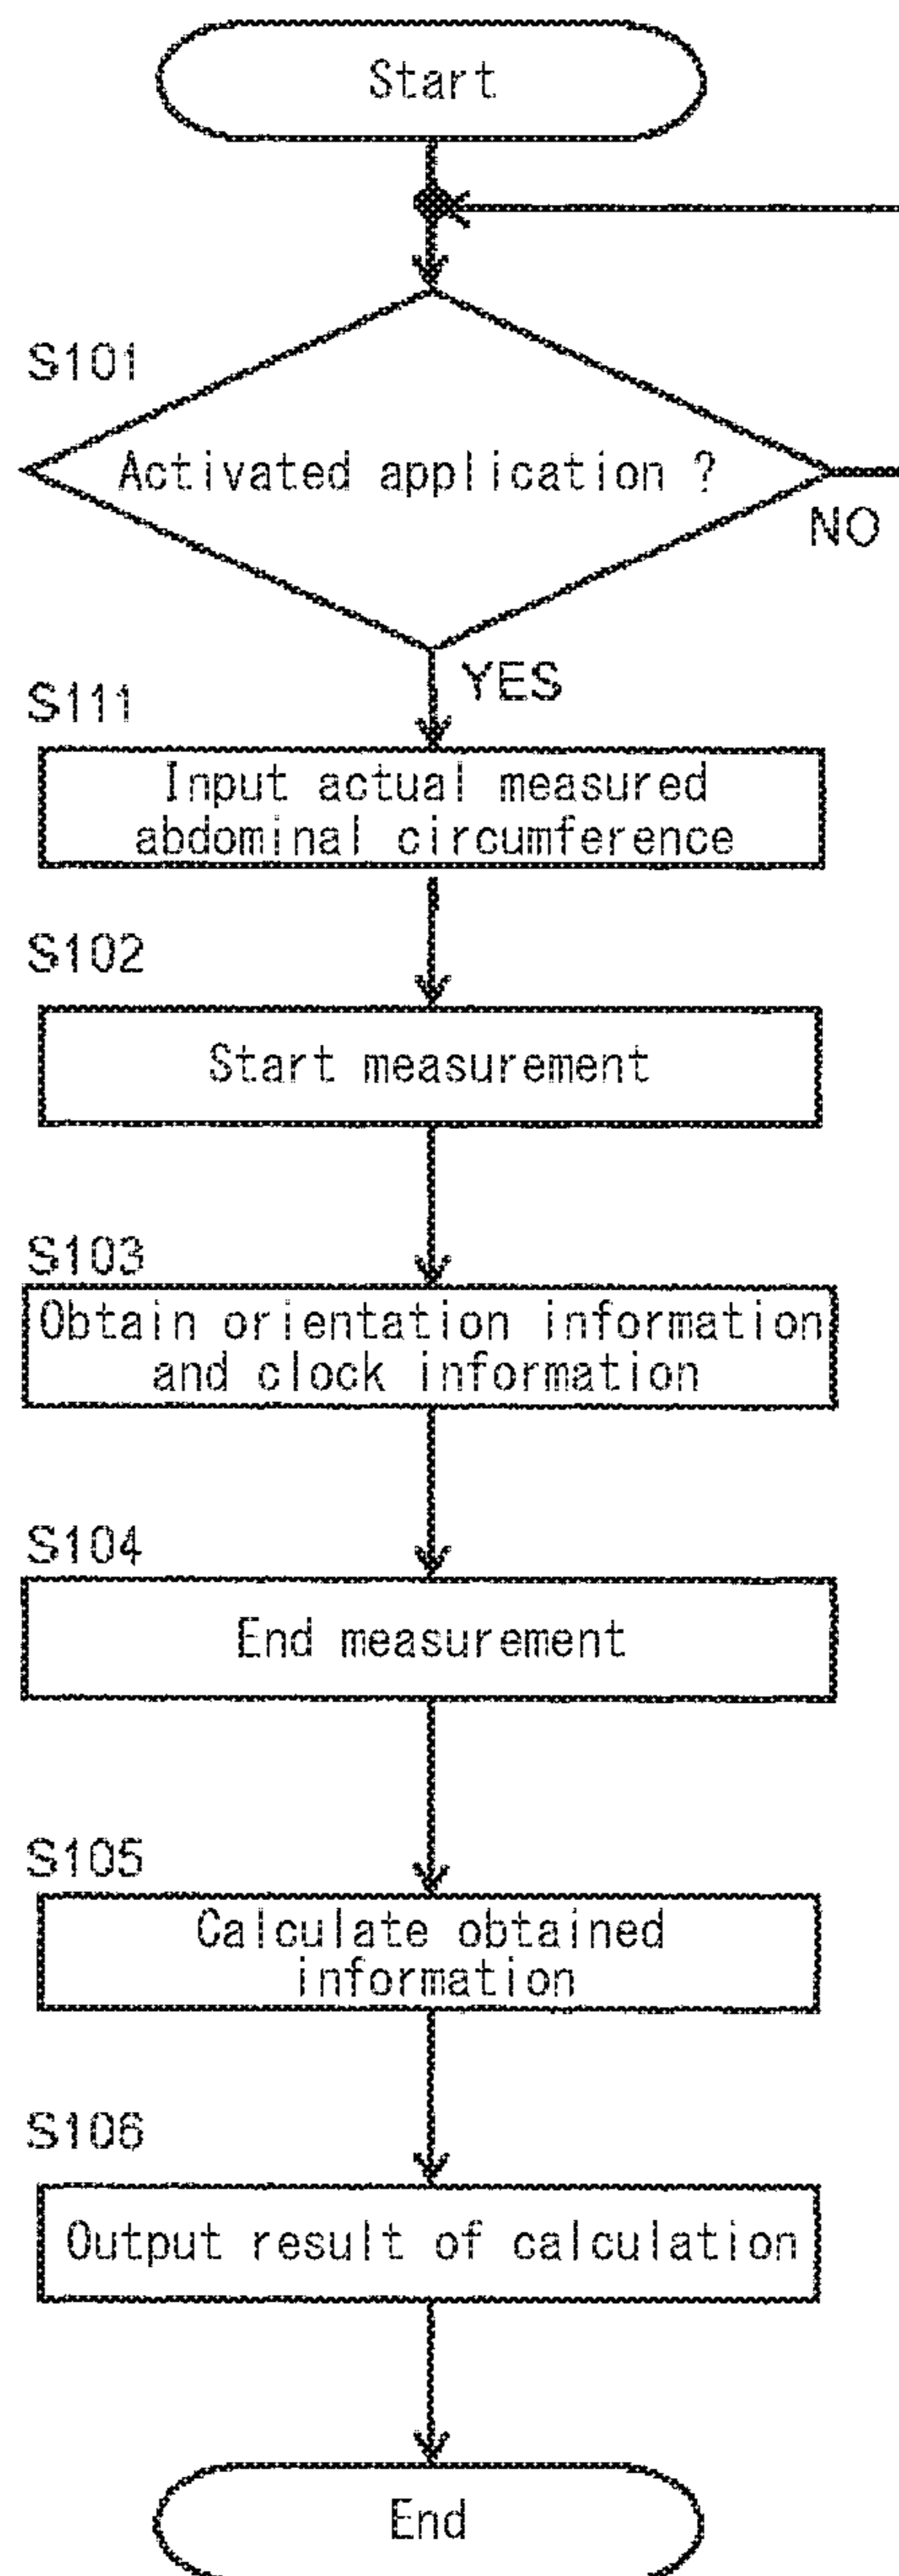 Start
S101
Activated application ?
NO
YES
S111
Input actual measured
abdominal circumference
S102
Start measurement
S103
Obtain orientation information
and clock information
S104
End measurement
S105
Calculate obtained
information
S106
Output result of calculation
End